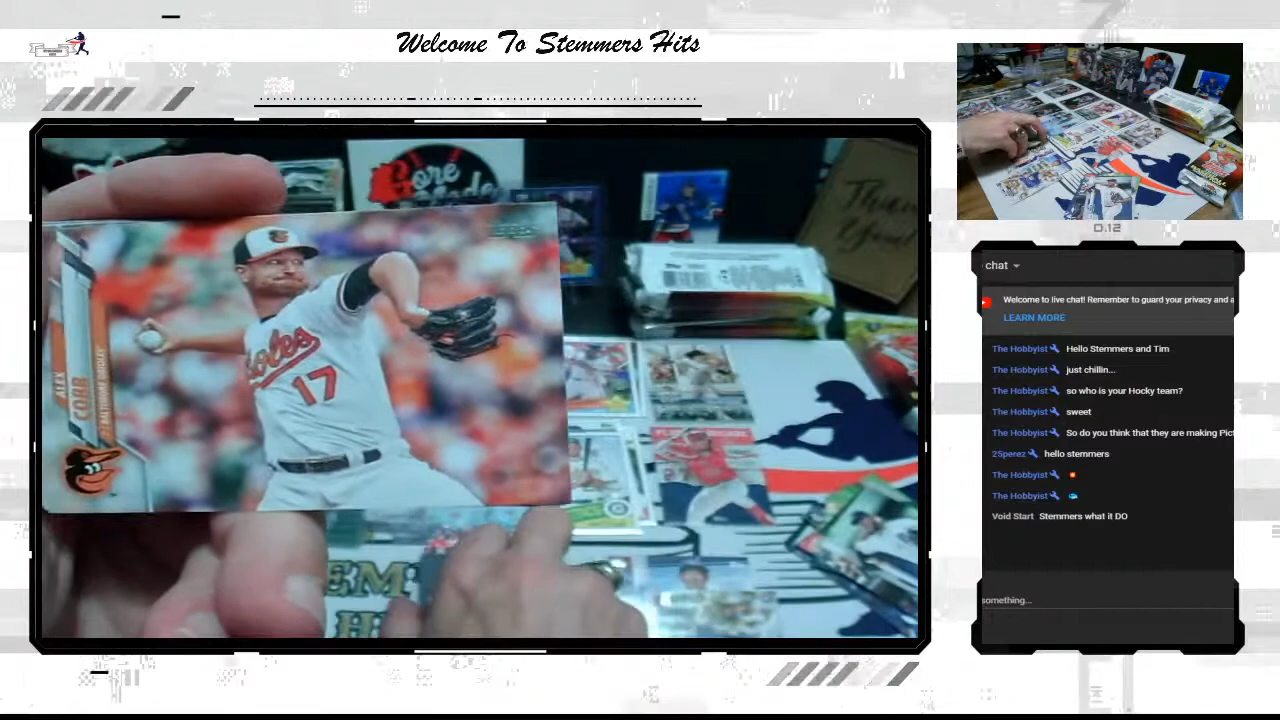 Welcome To Stemmers Hits
Thank
You!
ALEX
COBB
BALTIMORE ORIOLES
17
0.12
chat
Welcome to live chat! Remember to guard your privacy and a
LEARN MORE
The Hobbyist Hello Stemmers and Tim
The Hobbyist just chillin...
The Hobbyist so who is your Hocky team?
The Hobbyist sweet
The Hobbyist So do you think that they are making Pict
25perez hello stemmers
The Hobbyist
The Hobbyist
Void Start Stemmers what it DO
something...